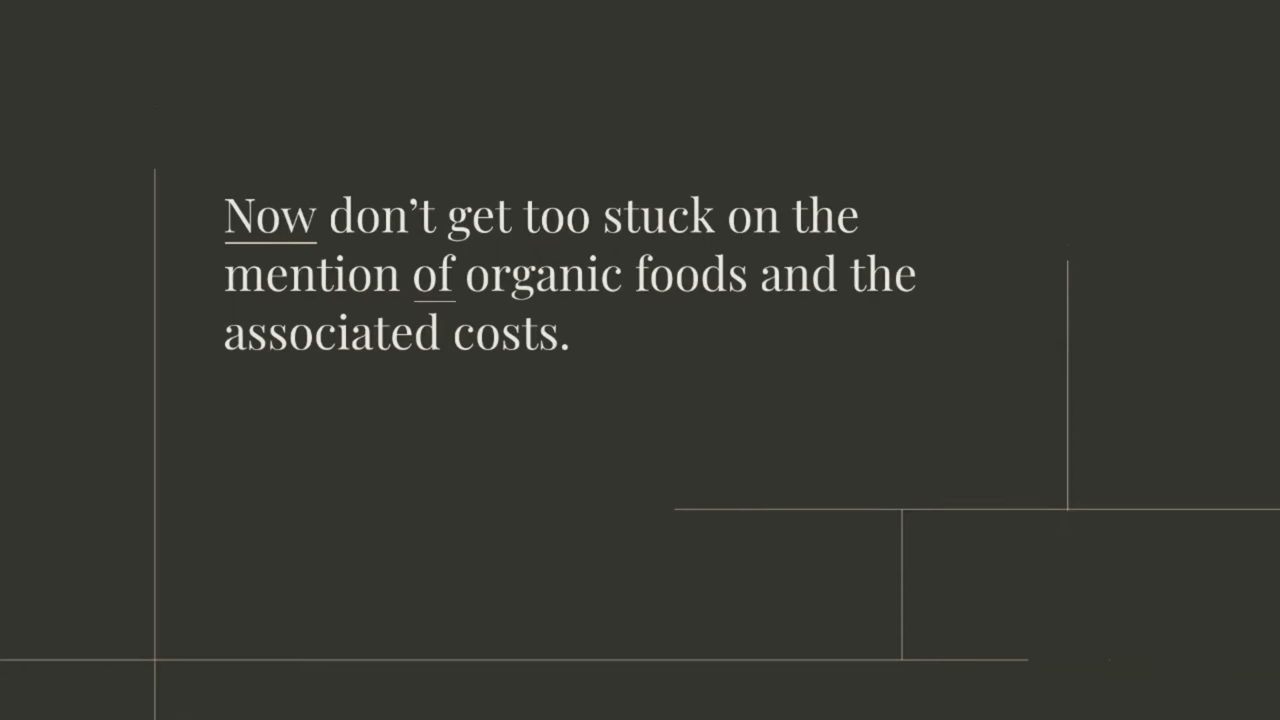 Now don’t get too stuck on the
mention of organic foods and the
associated costs.